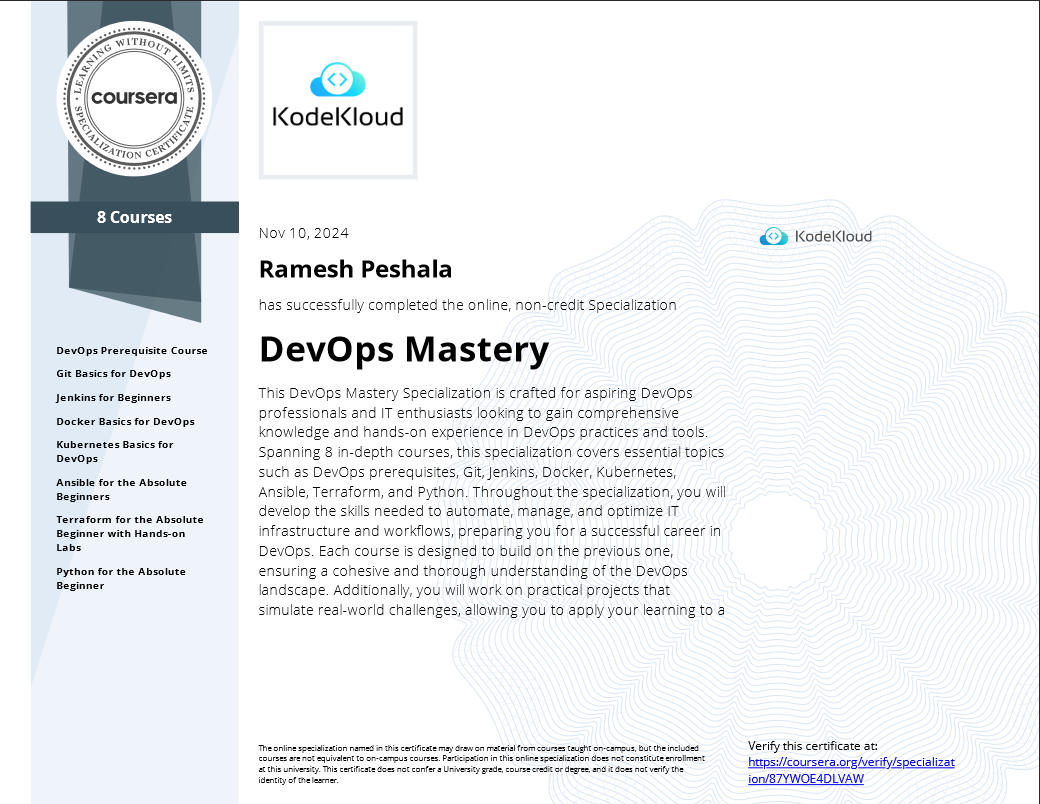 LEARNING WITHOUT LIMITS
coursera
SPECIALIZATION CERTIFICATE
8 Courses
DevOps Prerequisite Course
Git Basics for DevOps
Jenkins for Beginners
Docker Basics for DevOps
Kubernetes Basics for
DevOps
Ansible for the Absolute
Beginners
Terraform for the Absolute
Beginner with Hands-on
Labs
Python for the Absolute
Beginner
KodeKloud
Nov 10, 2024
KodeKloud
Ramesh Peshala
has successfully completed the online, non-credit Specialization
DevOps Mastery
This DevOps Mastery Specialization is crafted for aspiring DevOps
professionals and IT enthusiasts looking to gain comprehensive
knowledge and hands-on experience in DevOps practices and tools.
Spanning 8 in-depth courses, this specialization covers essential topics
such as DevOps prerequisites, Git, Jenkins, Docker, Kubernetes,
Ansible, Terraform, and Python. Throughout the specialization, you will
develop the skills needed to automate, manage, and optimize IT
infrastructure and workflows, preparing you for a successful career in
DevOps. Each course is designed to build on the previous one,
ensuring a cohesive and thorough understanding of the DevOps
landscape. Additionally, you will work on practical projects that
simulate real-world challenges, allowing you to apply your learning to a
The online specialization named in this certificate may draw on material from courses taught on-campus, but the included
courses are not equivalent to on-campus courses. Participation in this online specialization does not constitute enrollment
at this university. This certificate does not confer a University grade, course credit or degree, and it does not verify the
identity of the learner.
Verify this certificate at:
https://coursera.org/verify/specializat
ion/87YWOE4DLVAW